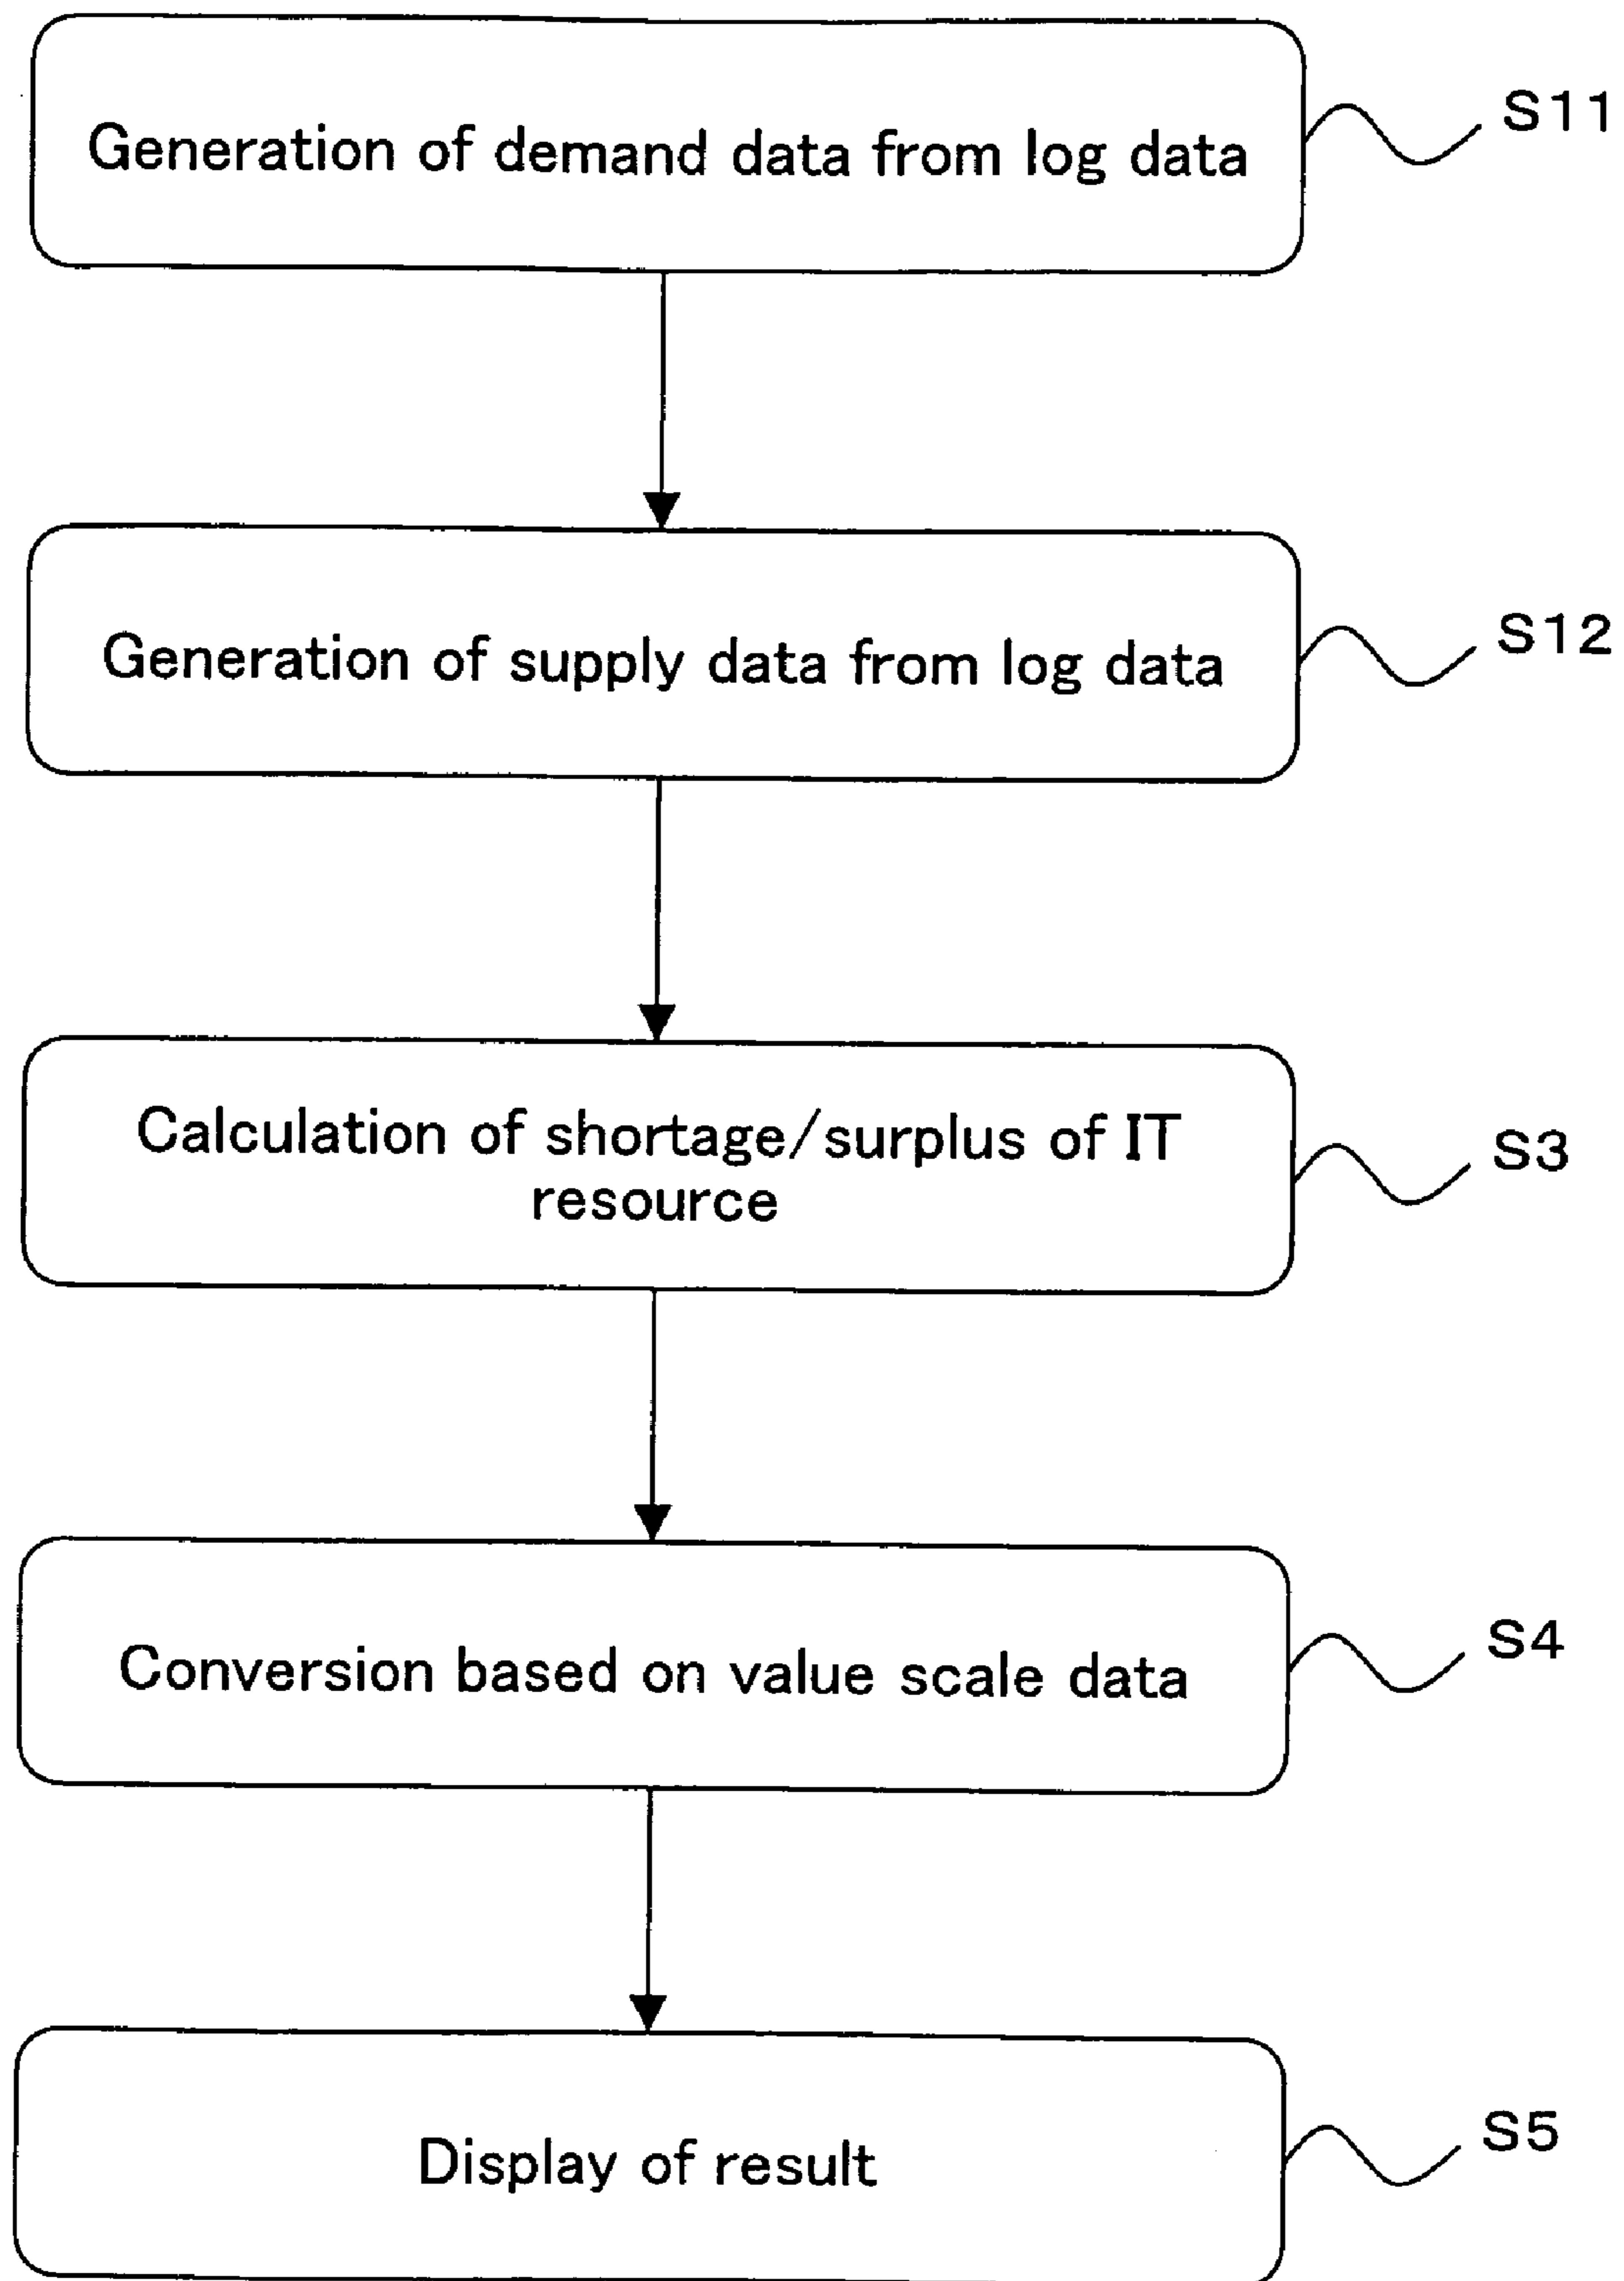 Generation of demand data from log data
S11
Generation of supply data from log data
S12
Calculation of shortage/surplus of IT
resource
S3
Conversion based on value scale data
S4
Display of result
S5